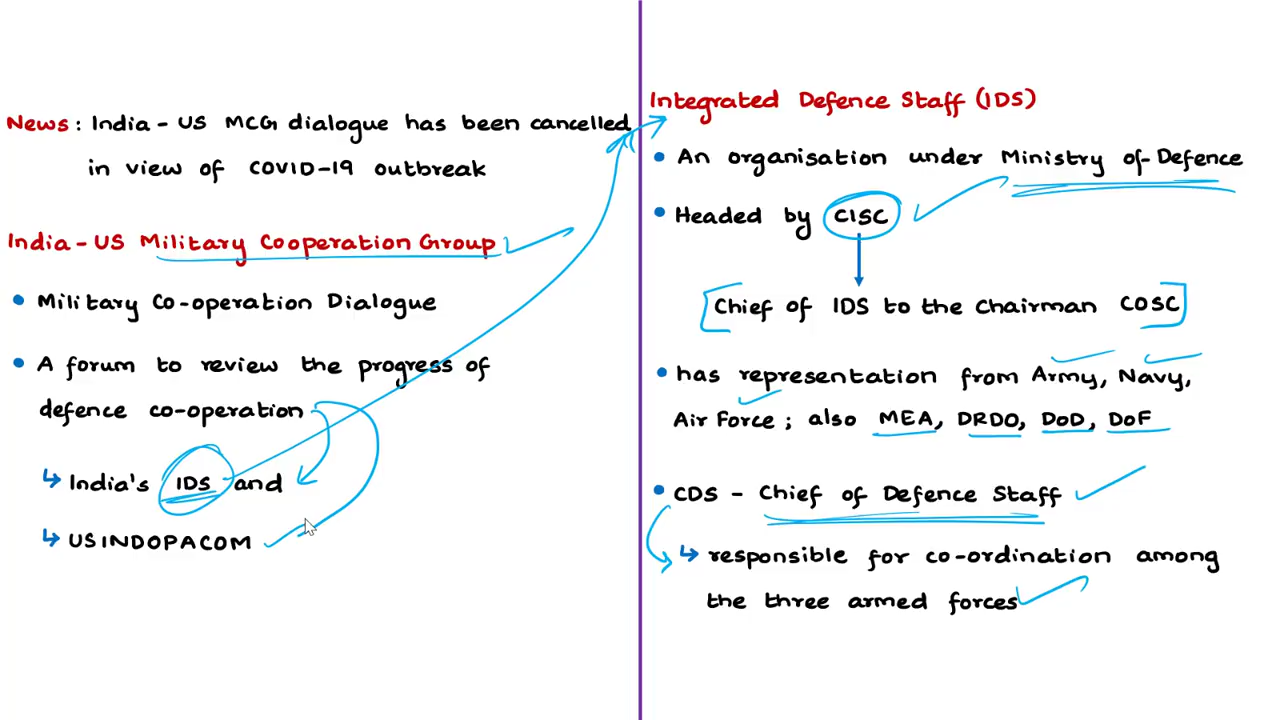 News: India - US MCG dialogue has been cancelled
in view of COVID-19 outbreak
India - US Military Cooperation Group
• Military Co-operation Dialogue
• A forum to review the progress of
defence co-operation
↳ India's IDS and
↳ USINDOPACOM
Integrated Defence Staff (IDS)
• An organisation under Ministry of Defence
• Headed by CISC
[Chief of IDS to the Chairman COSC]
• has representation from Army, Navy,
Air Force; also MEA, DRDO, DoD, DoF
• CDS - Chief of Defence Staff
↳ responsible for co-ordination among
the three armed forces